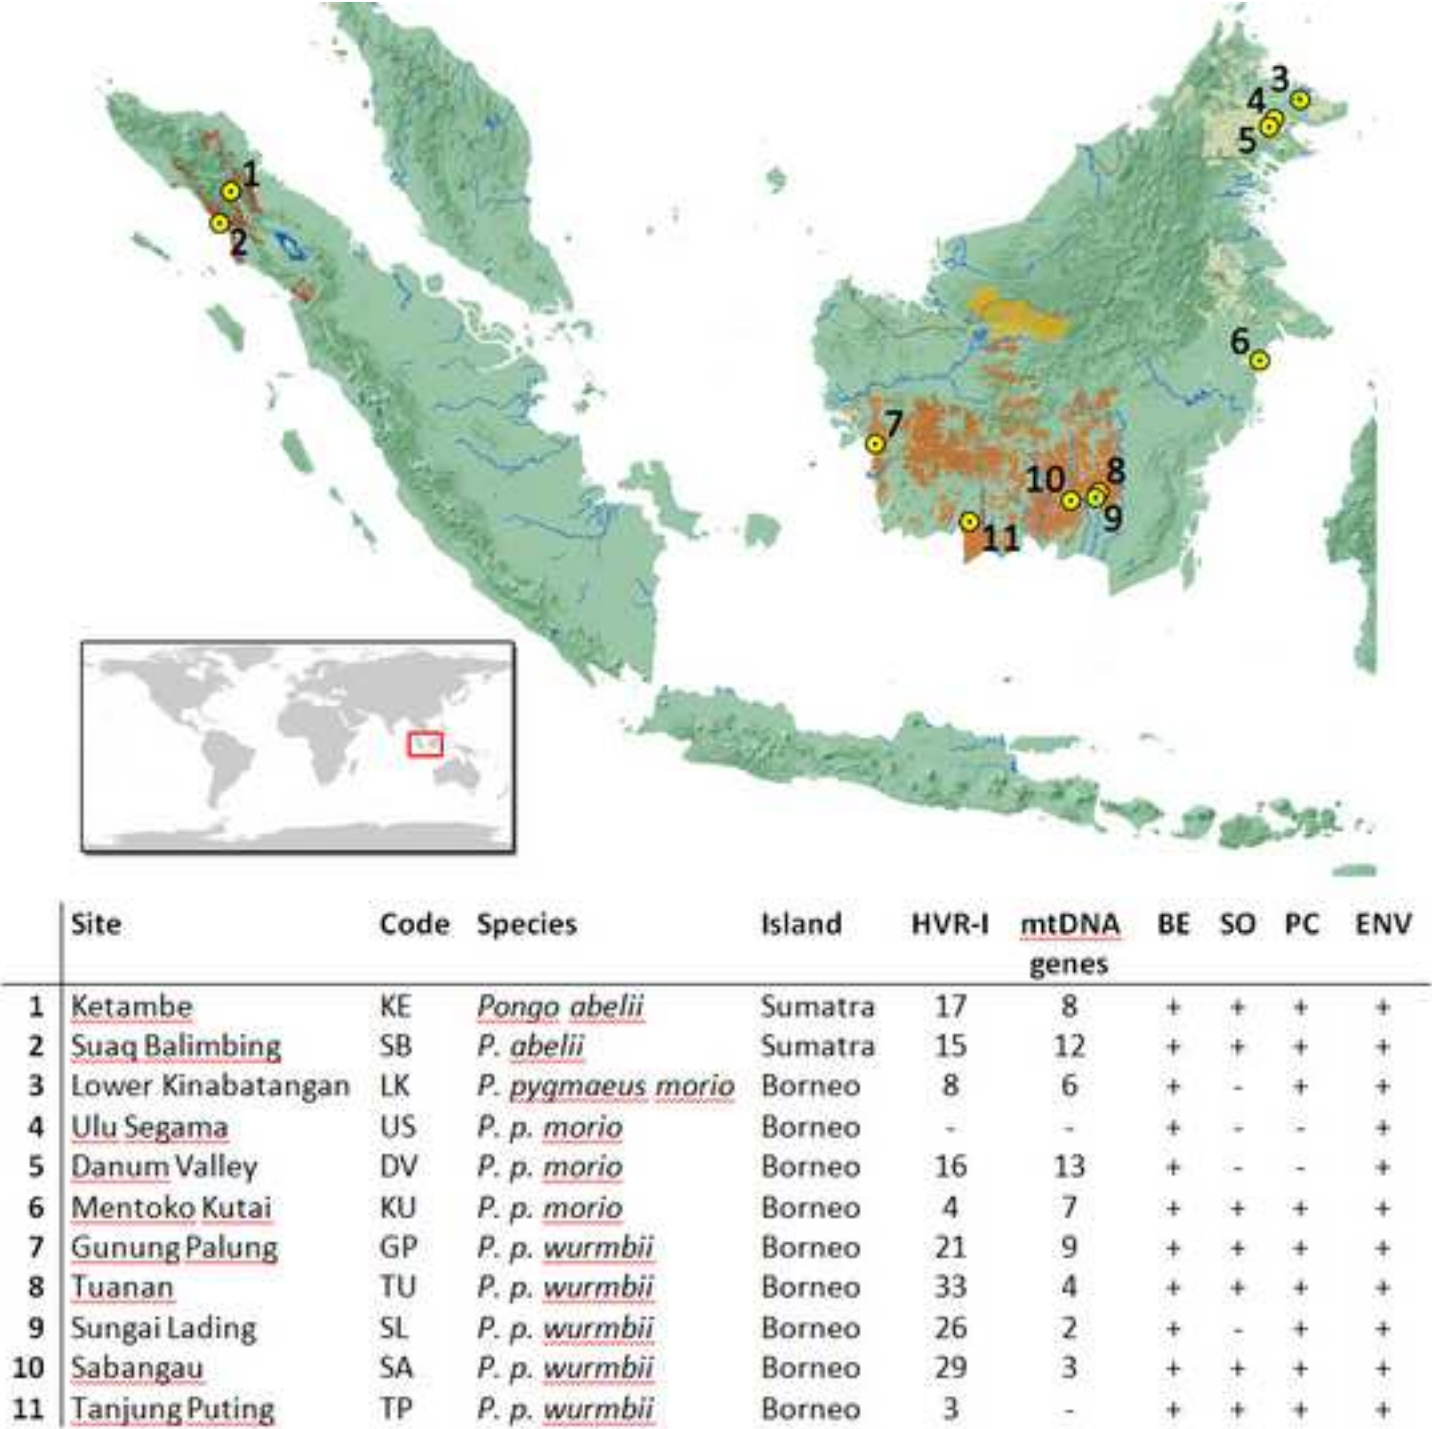 3
4
5
1
2
6
7
8
10
9
11
Site Code Species Island HVR-I mtDNA genes BE SO PC ENV
1 Ketambe KE Pongo abelii Sumatra 17 8 + + + +
2 Suaq Balimbing SB P. abelii Sumatra 15 12 + + + +
3 Lower Kinabatangan LK P. pygmaeus morio Borneo 8 6 + - + +
4 Ulu Segama US P. p. morio Borneo - - + - - +
5 Danum Valley DV P. p. morio Borneo 16 13 + - - +
6 Mentoko Kutai KU P. p. morio Borneo 4 7 + + + +
7 Gunung Palung GP P. p. wurmbii Borneo 21 9 + + + +
8 Tuanan TU P. p. wurmbii Borneo 33 4 + + + +
9 Sungai Lading SL P. p. wurmbii Borneo 26 2 + - + +
10 Sabangau SA P. p. wurmbii Borneo 29 3 + + + +
11 Tanjung Puting TP P. p. wurmbii Borneo 3 - + + + +